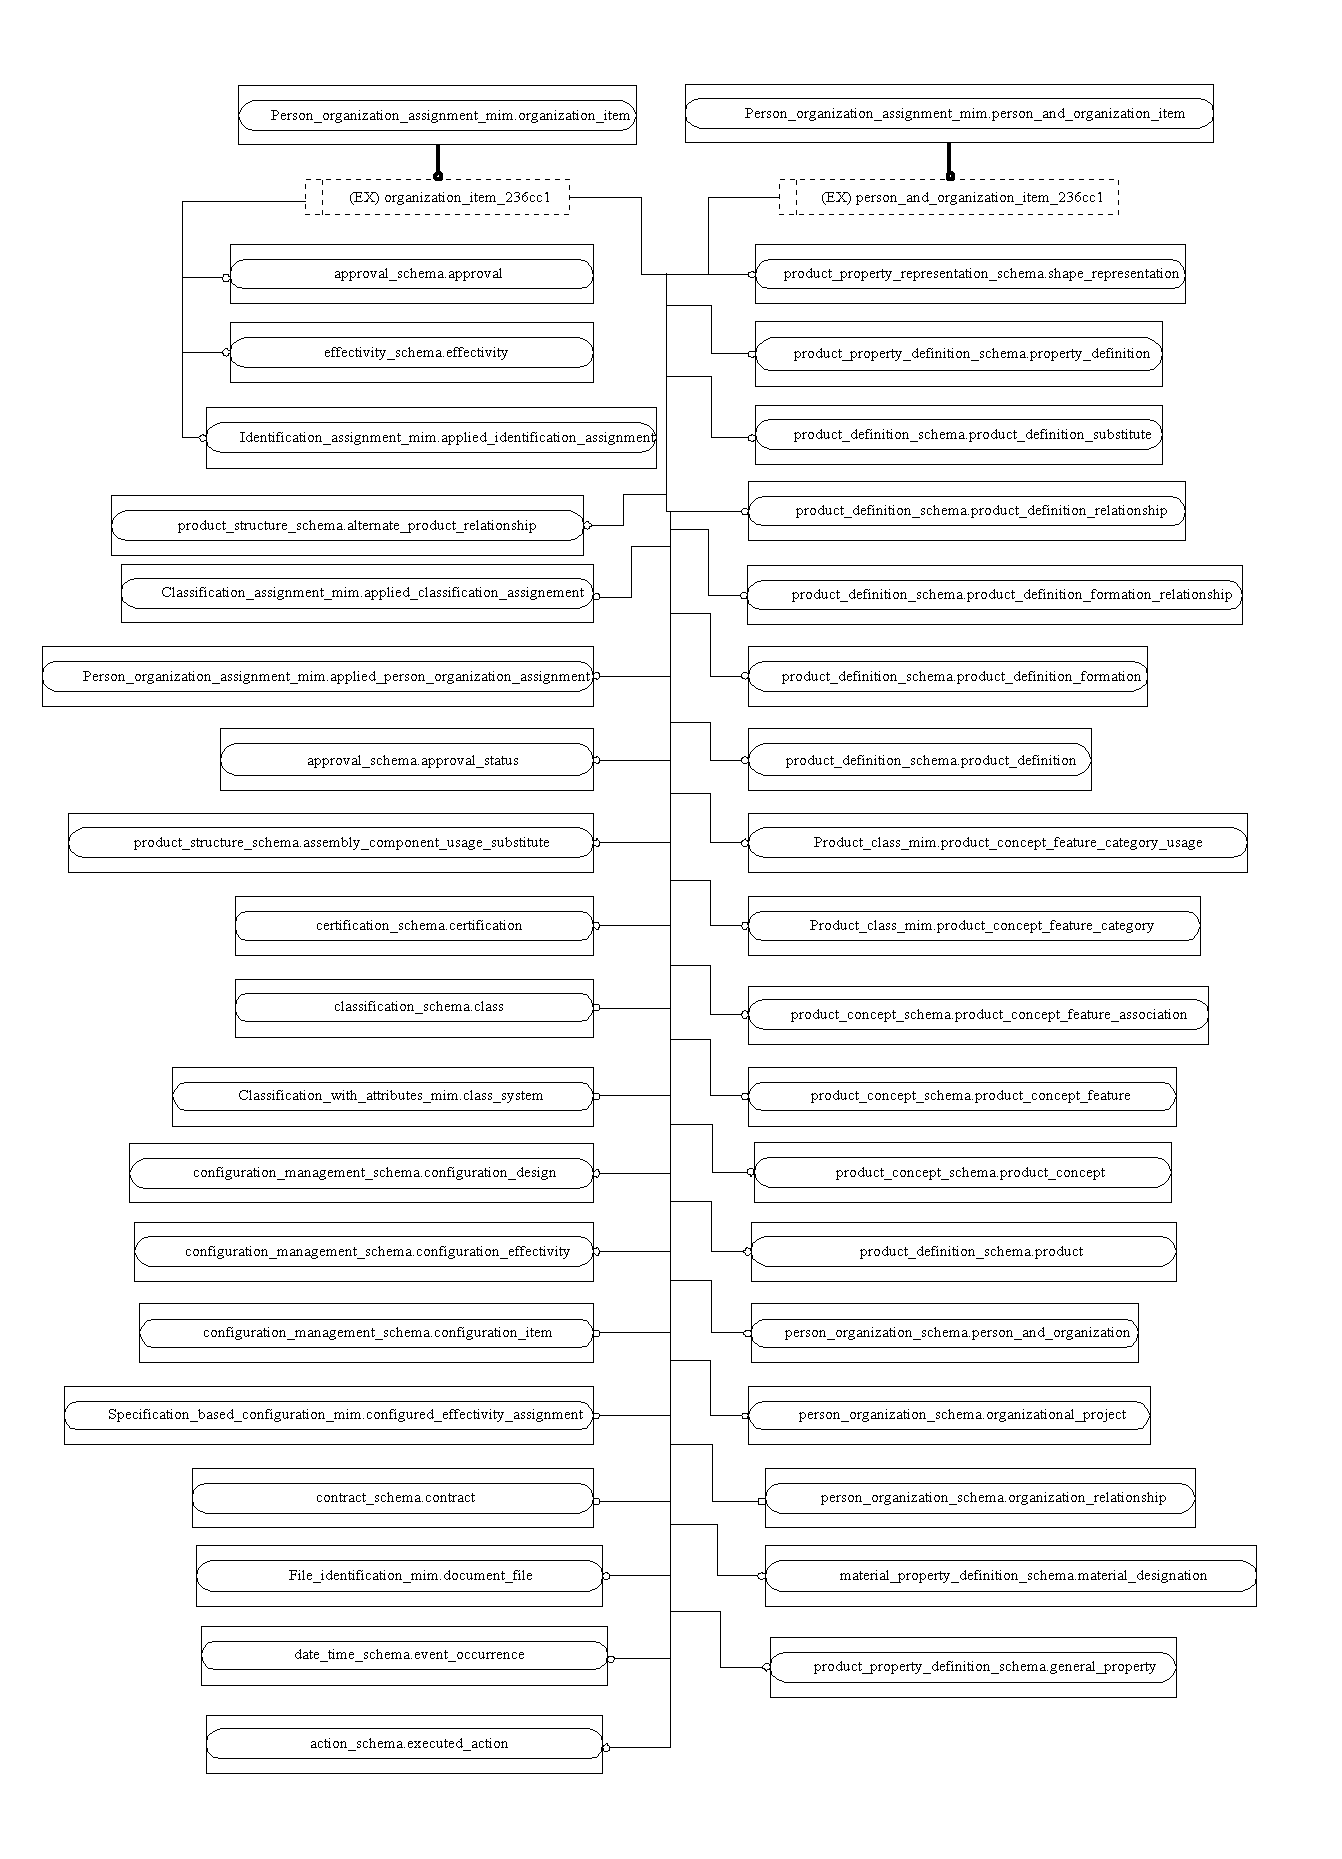 Person_organization_assignment_mim.organization_item
Person_organization_assignment_mim.person_and_organization_item
(EX) organization_item_236cc1
(EX) person_and_organization_item_236cc1
approval_schema.approval
product_property_representation_schema.shape_representation
effectivity_schema.effectivity
product_property_definition_schema.property_definition
Identification_assignment_mim.applied_identification_assignment
product_definition_schema.product_definition_substitute
product_structure_schema.alternate_product_relationship
product_definition_schema.product_definition_relationship
Classification_assignment_mim.applied_classification_assignement
product_definition_schema.product_definition_formation_relationship
Person_organization_assignment_mim.applied_person_organization_assignment
product_definition_schema.product_definition_formation
approval_schema.approval_status
product_definition_schema.product_definition
product_structure_schema.assembly_component_usage_substitute
Product_class_mim.product_concept_feature_category_usage
certification_schema.certification
Product_class_mim.product_concept_feature_category
classification_schema.class
product_concept_schema.product_concept_feature_association
Classification_with_attributes_mim.class_system
product_concept_schema.product_concept_feature
configuration_management_schema.configuration_design
product_concept_schema.product_concept
configuration_management_schema.configuration_effectivity
product_definition_schema.product
configuration_management_schema.configuration_item
person_organization_schema.person_and_organization
Specification_based_configuration_mim.configured_effectivity_assignment
person_organization_schema.organizational_project
contract_schema.contract
person_organization_schema.organization_relationship
File_identification_mim.document_file
material_property_definition_schema.material_designation
date_time_schema.event_occurrence
product_property_definition_schema.general_property
action_schema.executed_action